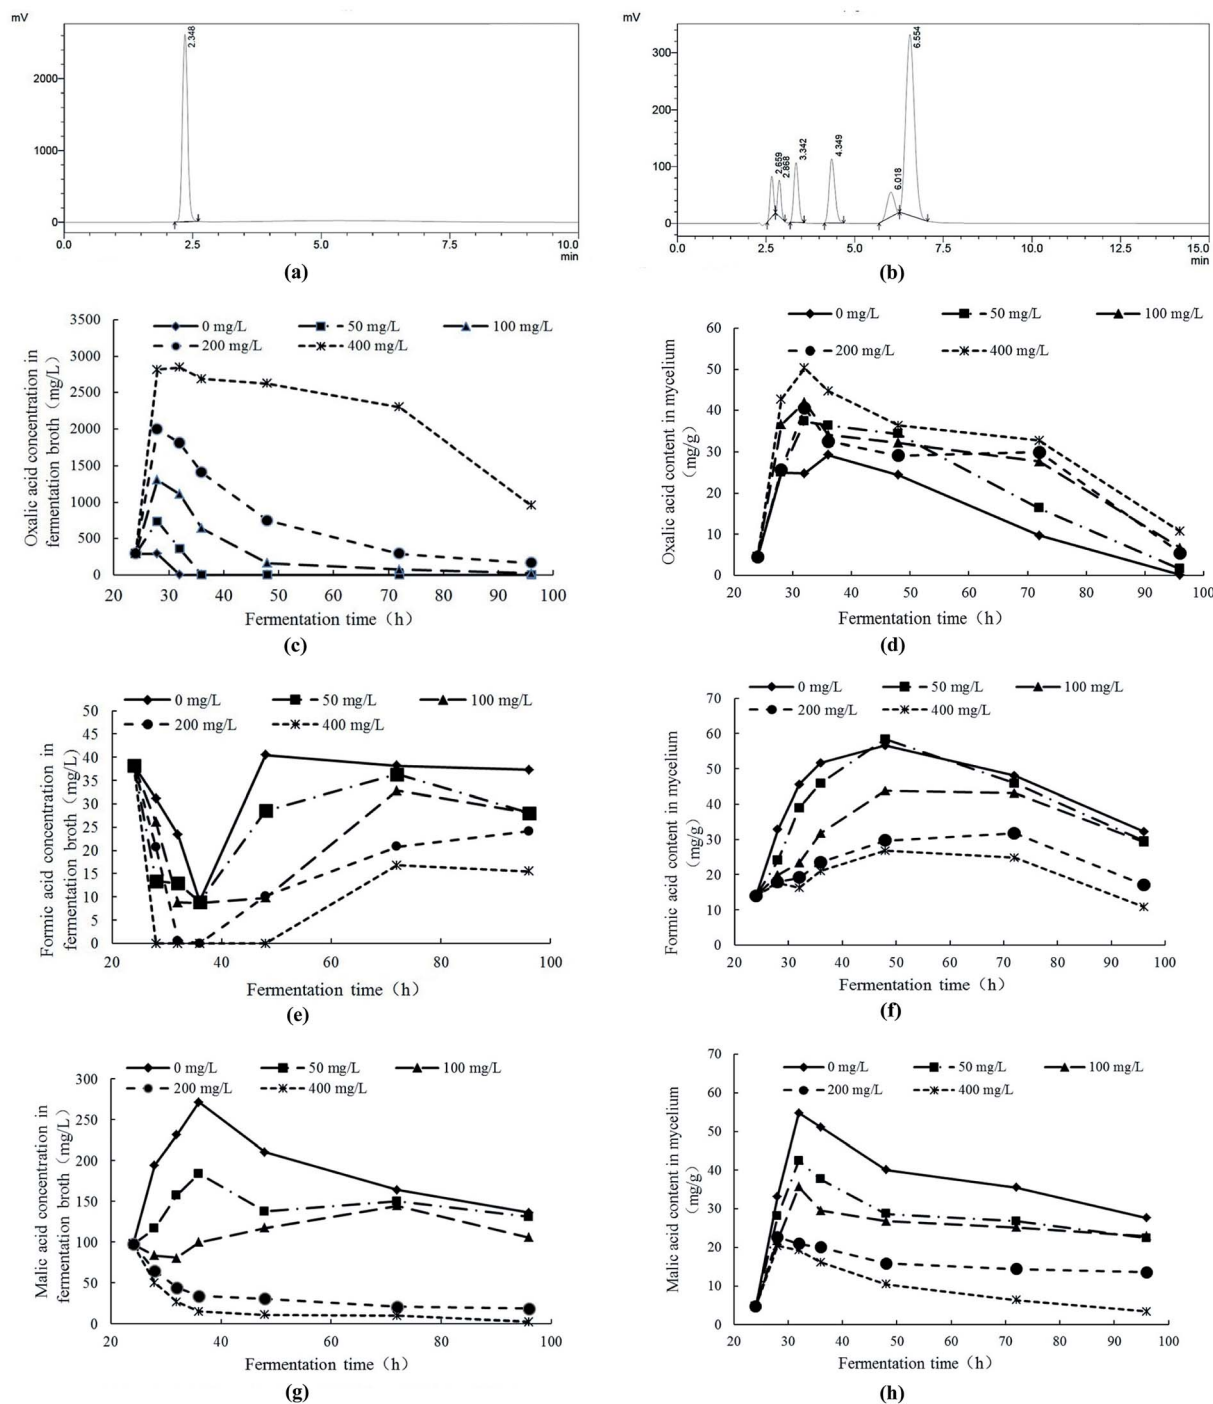 mV
2.348
2000
1000
0
0.0 2.5 5.0 7.5 10.0
min
(a)
mV
300
200
100
0
2.659
2.868
3.342
4.349
6.018
6.554
0.0 2.5 5.0 7.5 10.0 12.5 15.0
min
(b)
0 mg/L 50 mg/L 100 mg/L
200 mg/L 400 mg/L
Oxalic acid concentration in
fermentation broth (mg/L)
3500
3000
2500
2000
1500
1000
500
0
20 30 40 50 60 70 80 90 100
Fermentation time (h)
(c)
0 mg/L 50 mg/L 100 mg/L
200 mg/L 400 mg/L
Oxalic acid content in mycelium
(mg/g)
60
50
40
30
20
10
0
20 30 40 50 60 70 80 90 100
Fermentation time (h)
(d)
0 mg/L 50 mg/L 100 mg/L
200 mg/L 400 mg/L
Formic acid concentration in
fermentation broth (mg/L)
50
45
40
35
30
25
20
15
10
5
0
20 40 60 80 100
Fermentation time (h)
(e)
0 mg/L 50 mg/L 100 mg/L
200 mg/L 400 mg/L
Formic acid content in mycelium
(mg/g)
70
60
50
40
30
20
10
0
20 30 40 50 60 70 80 90 100
Fermentation time (h)
(f)
0 mg/L 50 mg/L 100 mg/L
200 mg/L 400 mg/L
Malic acid concentration in
fermentation broth (mg/L)
300
250
200
150
100
50
0
20 40 60 80 100
Fermentation time (h)
(g)
0 mg/L 50 mg/L 100 mg/L
200 mg/L 400 mg/L
Malic acid content in mycelium
(mg/g)
70
60
50
40
30
20
10
0
20 30 40 50 60 70 80 90 100
Fermentation time (h)
(h)